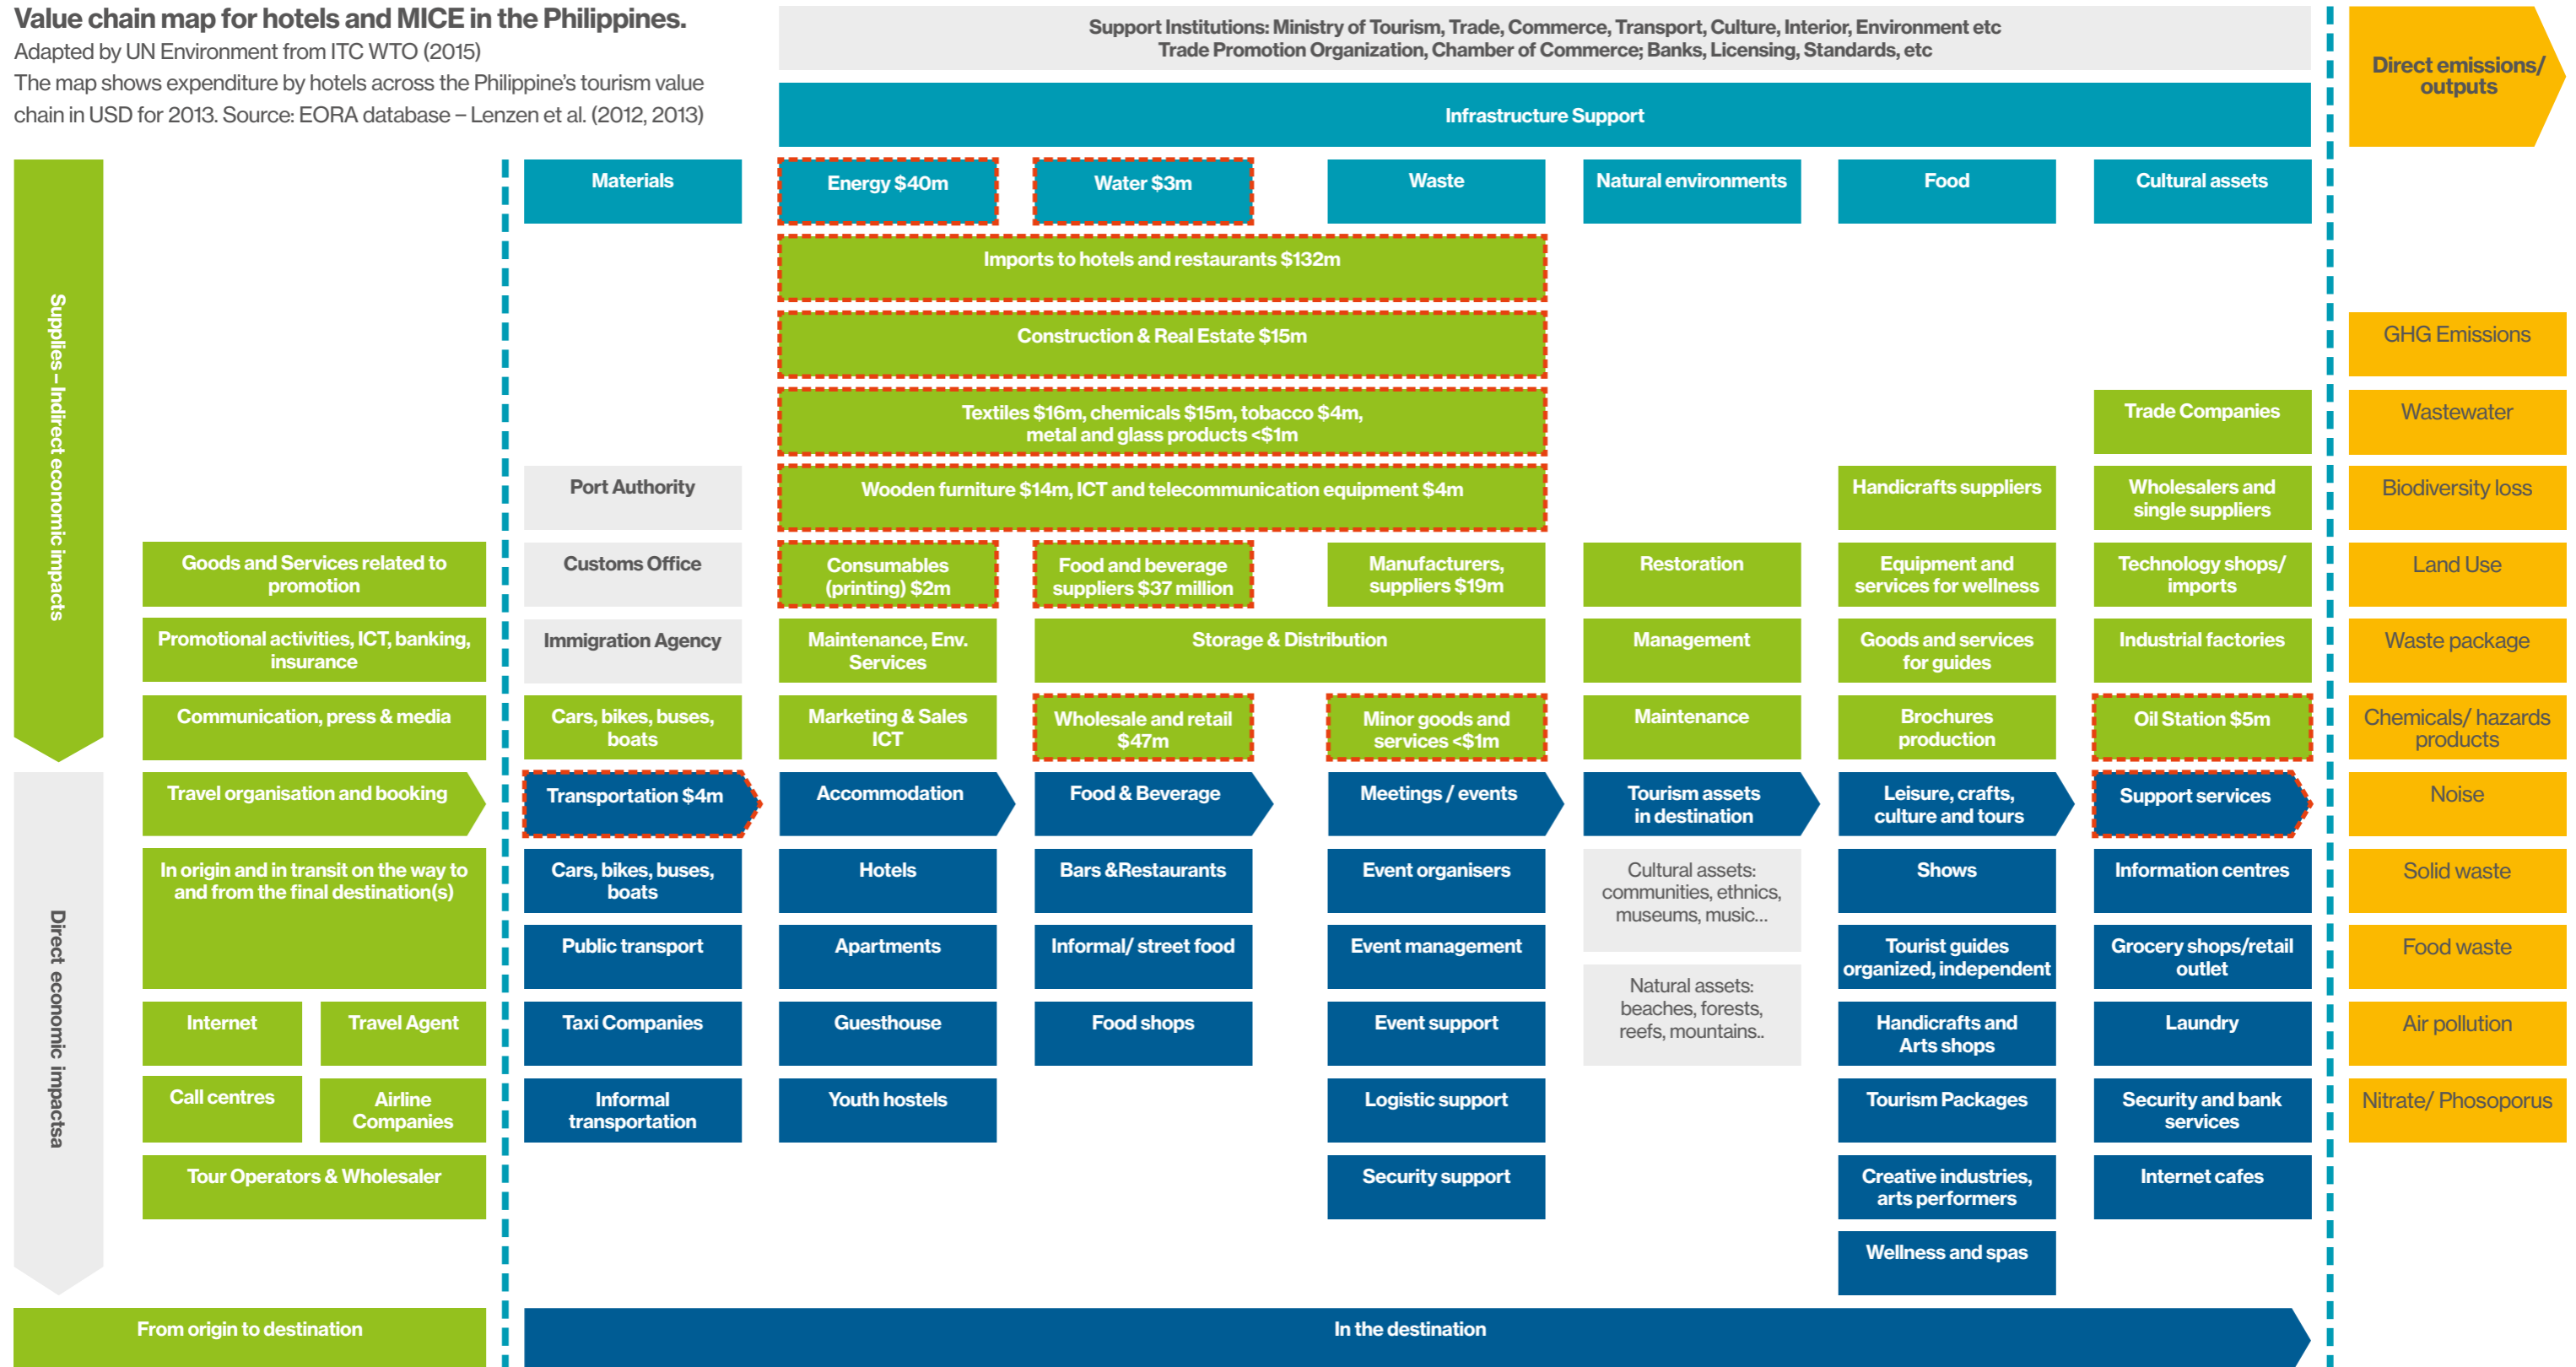 Value chain map for hotels and MICE in the Philippines.
Adapted by UN Environment from ITC WTO (2015)
The map shows expenditure by hotels across the Philippine's tourism value
chain in USD for 2013. Source: EORA database – Lenzen et al. (2012, 2013)
Support Institutions: Ministry of Tourism, Trade, Commerce, Transport, Culture, Interior, Environment etc
Trade Promotion Organization, Chamber of Commerce; Banks, Licensing, Standards, etc
Infrastructure Support
Direct emissions/
outputs
Supplies – Indirect economic impacts
Direct economic impactsa
Materials
Energy $40m
Water $3m
Waste
Natural environments
Food
Cultural assets
Imports to hotels and restaurants $132m
Construction & Real Estate $15m
GHG Emissions
Textiles $16m, chemicals $15m, tobacco $4m,
metal and glass products <$1m
Trade Companies
Wastewater
Port Authority
Wooden furniture $14m, ICT and telecommunication equipment $4m
Handicrafts suppliers
Wholesalers and
single suppliers
Biodiversity loss
Goods and Services related to
promotion
Customs Office
Consumables
(printing) $2m
Food and beverage
suppliers $37 million
Manufacturers,
suppliers $19m
Restoration
Equipment and
services for wellness
Technology shops/
imports
Land Use
Promotional activities, ICT, banking,
insurance
Immigration Agency
Maintenance, Env.
Services
Storage & Distribution
Management
Goods and services
for guides
Industrial factories
Waste package
Communication, press & media
Cars, bikes, buses,
boats
Marketing & Sales
ICT
Wholesale and retail
$47m
Minor goods and
services <$1m
Maintenance
Brochures
production
Oil Station $5m
Chemicals/ hazards
products
Travel organisation and booking
Transportation $4m
Accommodation
Food & Beverage
Meetings / events
Tourism assets
in destination
Leisure, crafts,
culture and tours
Support services
Noise
In origin and in transit on the way to
and from the final destination(s)
Cars, bikes, buses,
boats
Hotels
Bars &Restaurants
Event organisers
Cultural assets:
communities, ethnics,
museums, music...
Shows
Information centres
Solid waste
Public transport
Apartments
Informal/ street food
Event management
Natural assets:
beaches, forests,
reefs, mountains..
Tourist guides
organized, independent
Grocery shops/retail
outlet
Food waste
Internet
Travel Agent
Taxi Companies
Guesthouse
Food shops
Event support
Handicrafts and
Arts shops
Laundry
Air pollution
Call centres
Airline
Companies
Informal
transportation
Youth hostels
Logistic support
Tourism Packages
Security and bank
services
Nitrate/ Phosoporus
Tour Operators & Wholesaler
Security support
Creative industries,
arts performers
Internet cafes
Wellness and spas
From origin to destination
In the destination